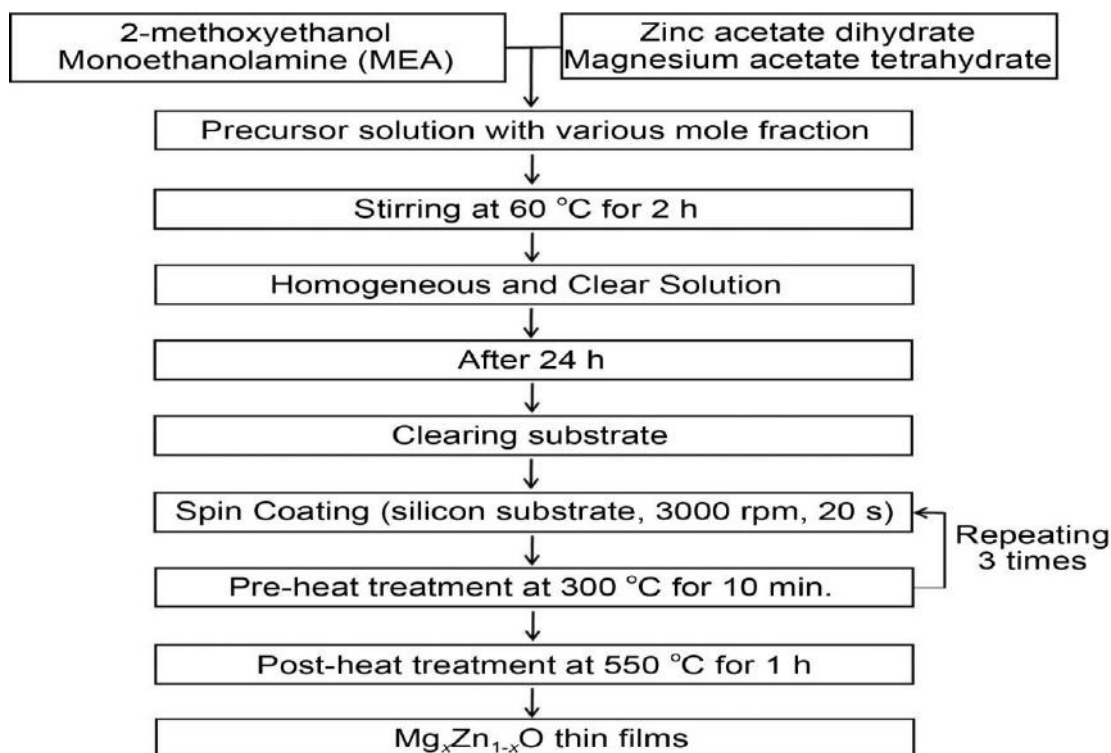 2-methoxyethanol
Monoethanolamine (MEA)
Zinc acetate dihydrate
Magnesium acetate tetrahydrate
Precursor solution with various mole fraction
Stirring at 60 °C for 2 h
Homogeneous and Clear Solution
After 24 h
Clearing substrate
Spin Coating (silicon substrate, 3000 rpm, 20 s)
Repeating
3 times
Pre-heat treatment at 300 °C for 10 min.
Post-heat treatment at 550 °C for 1 h
MgₓZn₁₋ₓO thin films